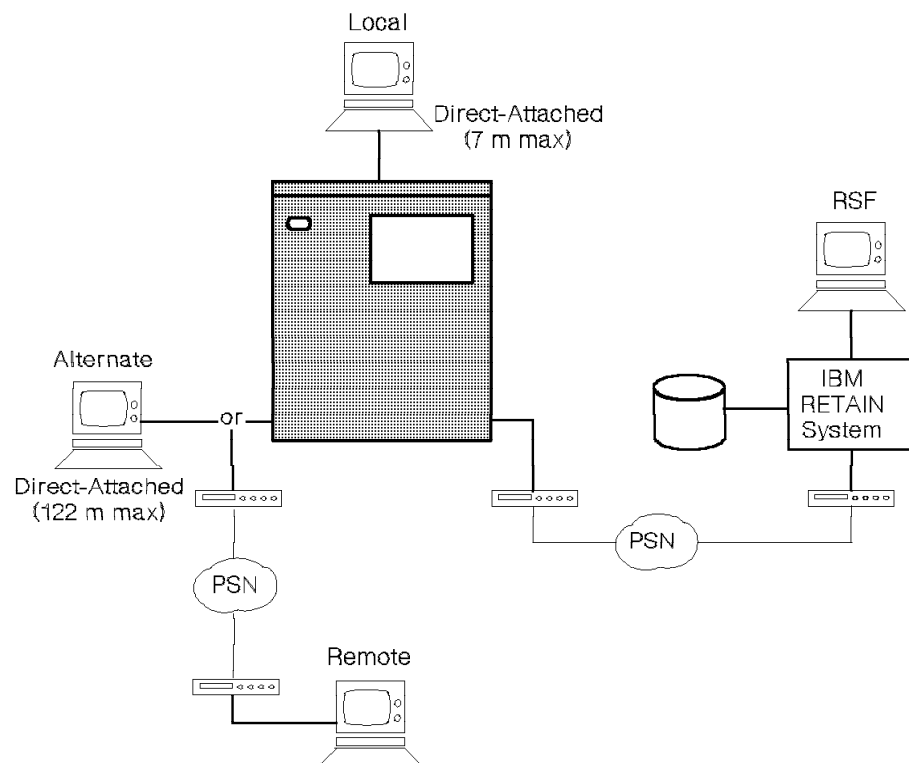 Local
Direct-Attached
(7 m max)
RSF
Alternate
or
IBM
RETAIN
System
Direct-Attached
(122 m max)
PSN
PSN
Remote